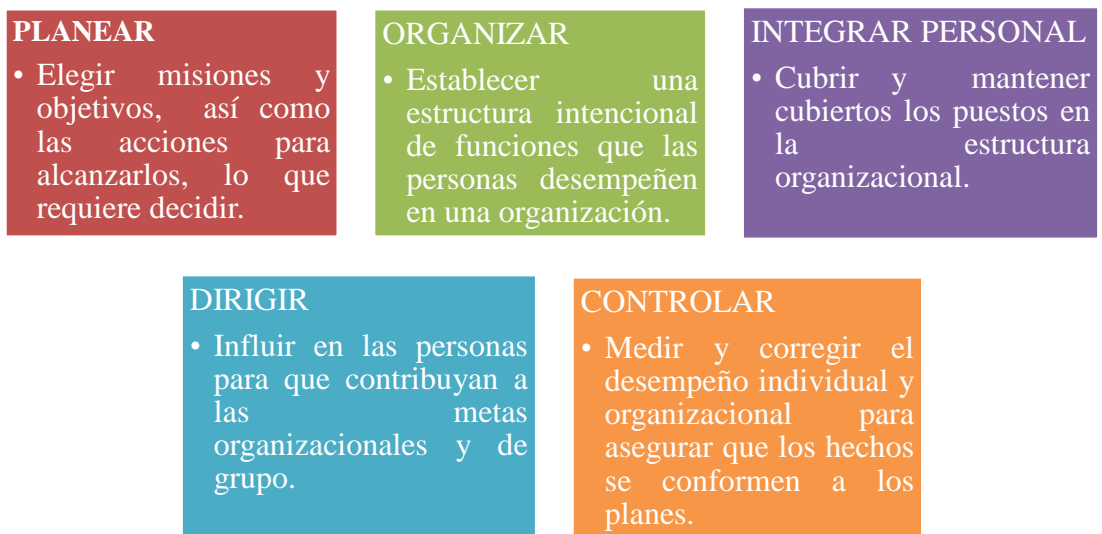 PLANEAR
• Elegir misiones y
objetivos, así como
las acciones para
alcanzarlos, lo que
requiere decidir.
ORGANIZAR
• Establecer una
estructura intencional
de funciones que las
personas desempeñen
en una organización.
INTEGRAR PERSONAL
• Cubrir y mantener
cubiertos los puestos en
la estructura
organizacional.
DIRIGIR
• Influir en las personas
para que contribuyan a
las metas
organizacionales y de
grupo.
CONTROLAR
• Medir y corregir el
desempeño individual y
organizacional para
asegurar que los hechos
se conformen a los
planes.